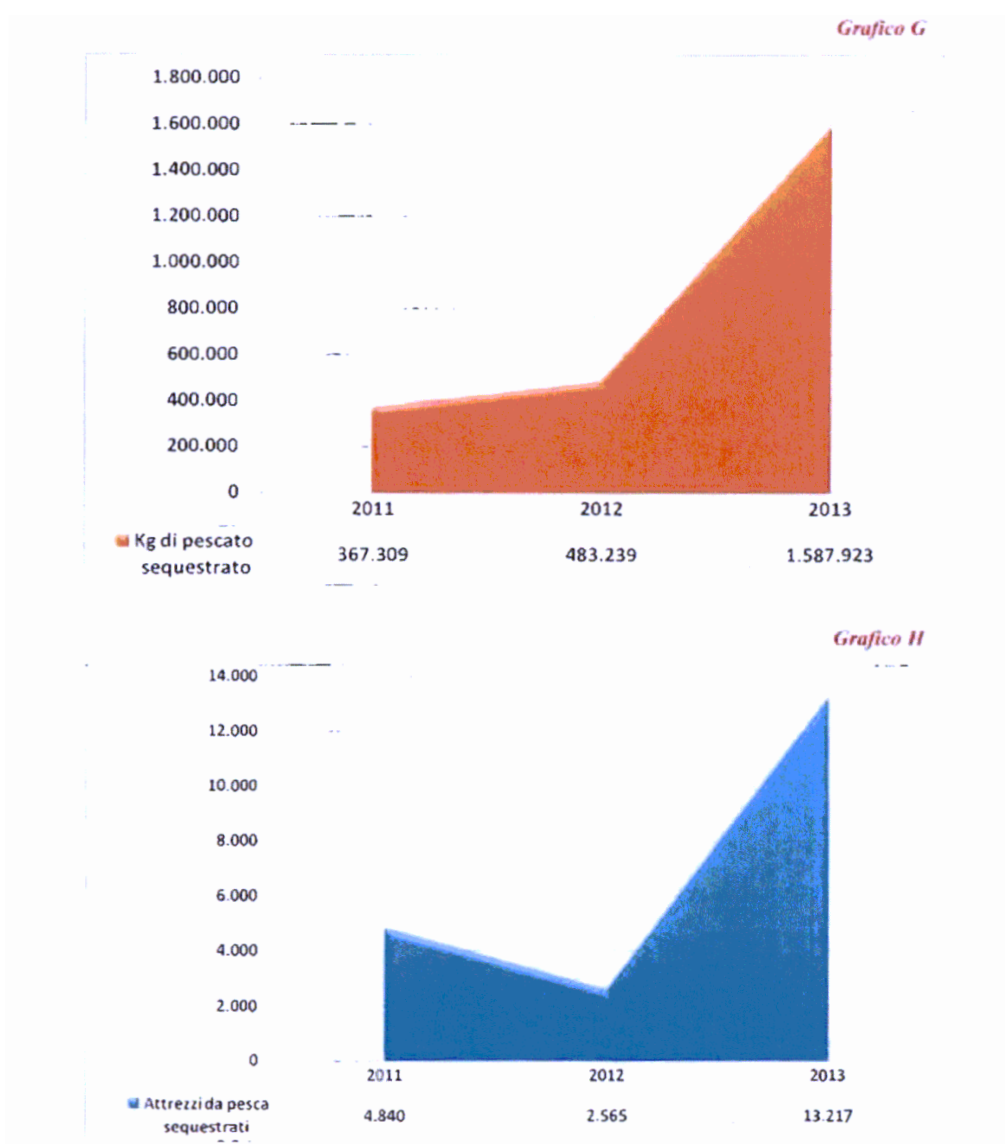 Grafico G
1.800.000
1.600.000
1.400.000
1.200.000
1.000.000
800.000
600.000
400.000
200.000
0
2011 2012 2013
Kg di pescato
sequestrato
367.309 483.239 1.587.923
Grafico H
14.000
12.000
10.000
8.000
6.000
4.000
2.000
0
2011 2012 2013
Attrezzi da pesca
sequestrati
4.840 2.565 13.217